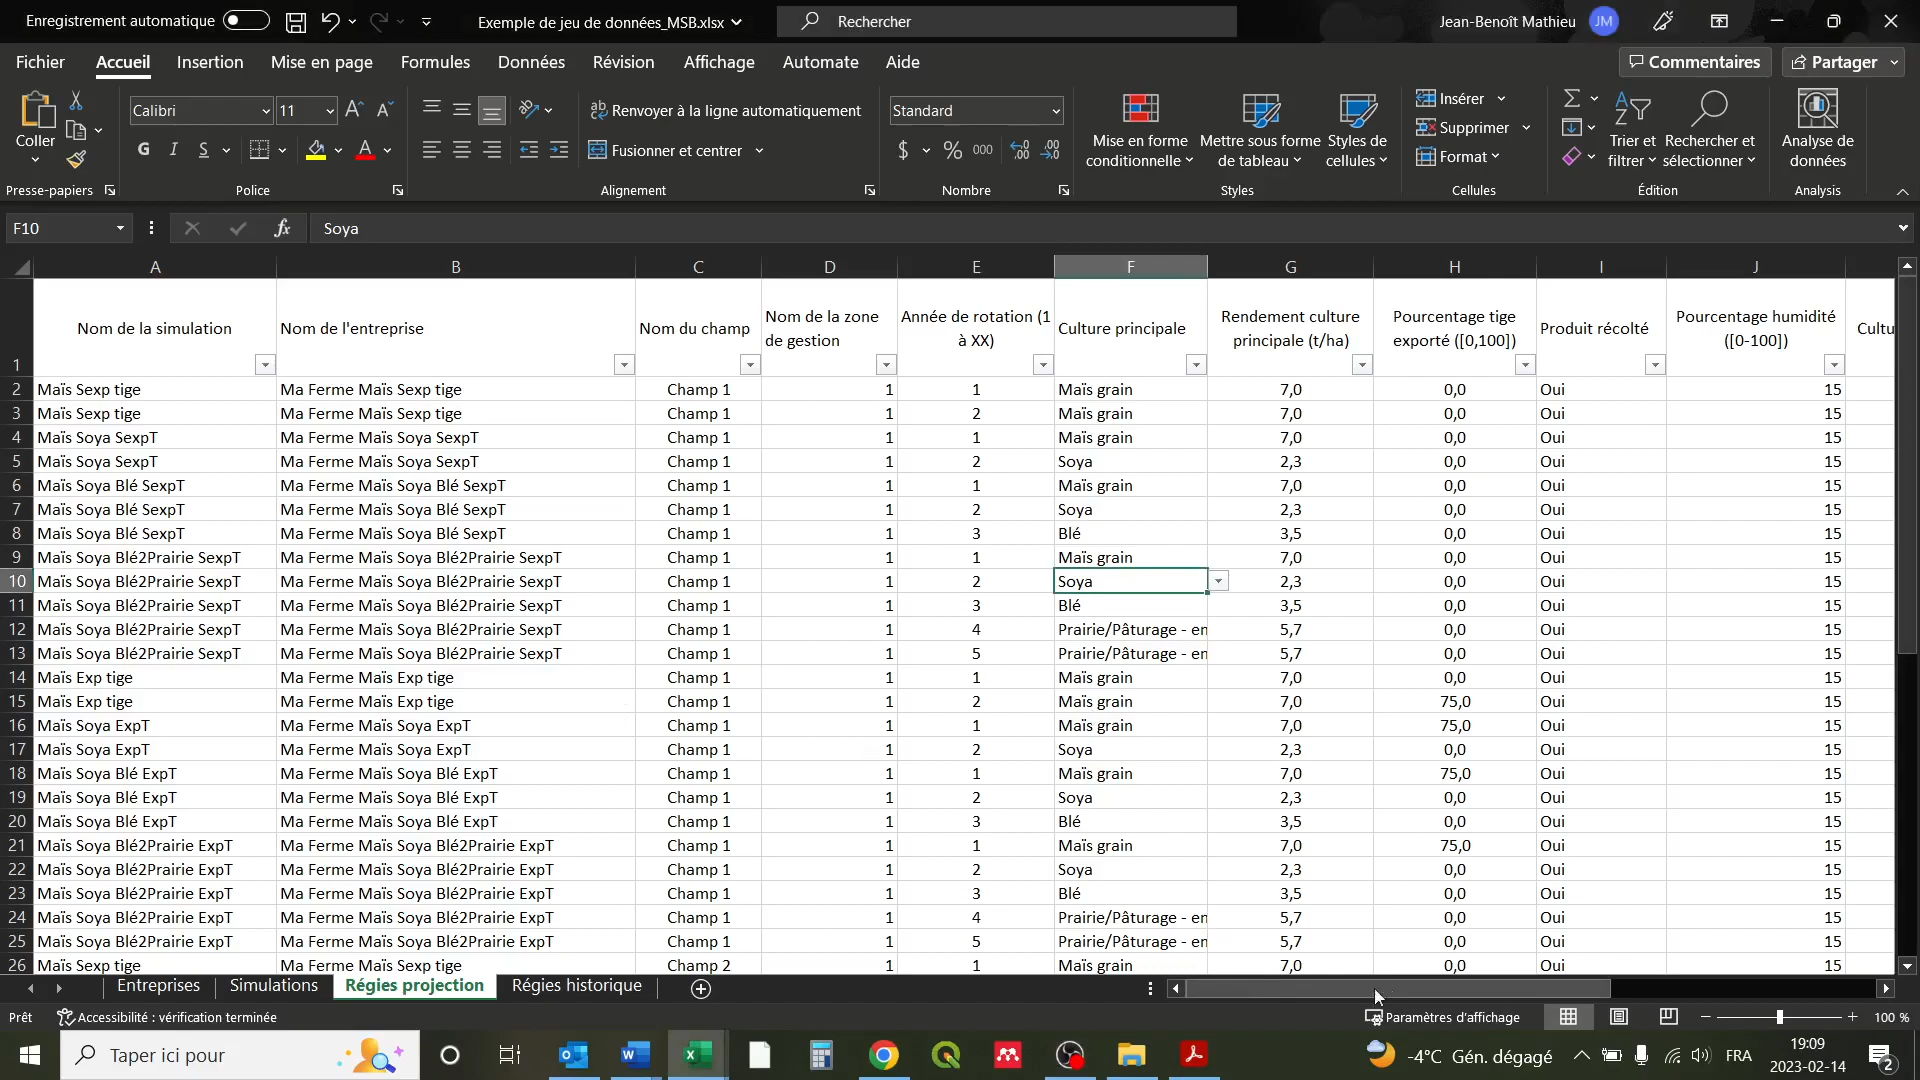 Enregistrement automatique
Exemple de jeu de données_MSB.xlsx
Rechercher
Jean-Benoît Mathieu
JM
Fichier Accueil Insertion Mise en page Formules Données Révision Affichage Automate Aide
Commentaires Partager
Coller
Calibri 11
Renvoyer à la ligne automatiquement
Standard
Mise en forme conditionnelle
Mettre sous forme de tableau
Styles de cellules
Insérer
Supprimer
Format
Trier et filtrer
Rechercher et sélectionner
Analyse de données
G I S
Fusionner et centrer
$ % 000
Presse-papiers Police Alignement Nombre Styles Cellules Édition Analysis
F10 fx Soya
A B C D E F G H I J
1 Nom de la simulation Nom de l'entreprise Nom du champ Nom de la zone de gestion Année de rotation (1 à XX) Culture principale Rendement culture principale (t/ha) Pourcentage tige exporté ([0,100]) Produit récolté Pourcentage humidité ([0-100]) Cultu
2 Maïs Sexp tige Ma Ferme Maïs Sexp tige Champ 1 1 1 Maïs grain 7,0 0,0 Oui 15
3 Maïs Sexp tige Ma Ferme Maïs Sexp tige Champ 1 1 2 Maïs grain 7,0 0,0 Oui 15
4 Maïs Soya SexpT Ma Ferme Maïs Soya SexpT Champ 1 1 1 Maïs grain 7,0 0,0 Oui 15
5 Maïs Soya SexpT Ma Ferme Maïs Soya SexpT Champ 1 1 2 Soya 2,3 0,0 Oui 15
6 Maïs Soya Blé SexpT Ma Ferme Maïs Soya Blé SexpT Champ 1 1 1 Maïs grain 7,0 0,0 Oui 15
7 Maïs Soya Blé SexpT Ma Ferme Maïs Soya Blé SexpT Champ 1 1 2 Soya 2,3 0,0 Oui 15
8 Maïs Soya Blé SexpT Ma Ferme Maïs Soya Blé SexpT Champ 1 1 3 Blé 3,5 0,0 Oui 15
9 Maïs Soya Blé2Prairie SexpT Ma Ferme Maïs Soya Blé2Prairie SexpT Champ 1 1 1 Maïs grain 7,0 0,0 Oui 15
10 Maïs Soya Blé2Prairie SexpT Ma Ferme Maïs Soya Blé2Prairie SexpT Champ 1 1 2 Soya 2,3 0,0 Oui 15
11 Maïs Soya Blé2Prairie SexpT Ma Ferme Maïs Soya Blé2Prairie SexpT Champ 1 1 3 Blé 3,5 0,0 Oui 15
12 Maïs Soya Blé2Prairie SexpT Ma Ferme Maïs Soya Blé2Prairie SexpT Champ 1 1 4 Prairie/Pâturage - en 5,7 0,0 Oui 15
13 Maïs Soya Blé2Prairie SexpT Ma Ferme Maïs Soya Blé2Prairie SexpT Champ 1 1 5 Prairie/Pâturage - en 5,7 0,0 Oui 15
14 Maïs Exp tige Ma Ferme Maïs Exp tige Champ 1 1 1 Maïs grain 7,0 0,0 Oui 15
15 Maïs Exp tige Ma Ferme Maïs Exp tige Champ 1 1 2 Maïs grain 7,0 75,0 Oui 15
16 Maïs Soya ExpT Ma Ferme Maïs Soya ExpT Champ 1 1 1 Maïs grain 7,0 75,0 Oui 15
17 Maïs Soya ExpT Ma Ferme Maïs Soya ExpT Champ 1 1 2 Soya 2,3 0,0 Oui 15
18 Maïs Soya Blé ExpT Ma Ferme Maïs Soya Blé ExpT Champ 1 1 1 Maïs grain 7,0 75,0 Oui 15
19 Maïs Soya Blé ExpT Ma Ferme Maïs Soya Blé ExpT Champ 1 1 2 Soya 2,3 0,0 Oui 15
20 Maïs Soya Blé ExpT Ma Ferme Maïs Soya Blé ExpT Champ 1 1 3 Blé 3,5 0,0 Oui 15
21 Maïs Soya Blé2Prairie ExpT Ma Ferme Maïs Soya Blé2Prairie ExpT Champ 1 1 1 Maïs grain 7,0 75,0 Oui 15
22 Maïs Soya Blé2Prairie ExpT Ma Ferme Maïs Soya Blé2Prairie ExpT Champ 1 1 2 Soya 2,3 0,0 Oui 15
23 Maïs Soya Blé2Prairie ExpT Ma Ferme Maïs Soya Blé2Prairie ExpT Champ 1 1 3 Blé 3,5 0,0 Oui 15
24 Maïs Soya Blé2Prairie ExpT Ma Ferme Maïs Soya Blé2Prairie ExpT Champ 1 1 4 Prairie/Pâturage - en 5,7 0,0 Oui 15
25 Maïs Soya Blé2Prairie ExpT Ma Ferme Maïs Soya Blé2Prairie ExpT Champ 1 1 5 Prairie/Pâturage - en 5,7 0,0 Oui 15
26 Maïs Sexp tige Ma Ferme Maïs Sexp tige Champ 2 1 1 Maïs grain 7,0 0,0 Oui 15
Entreprises Simulations Régies projection Régies historique
Prêt Accessibilité : vérification terminée Paramètres d'affichage 100 %
Taper ici pour
-4°C Gén. dégagé FRA 19:09
2023-02-14
2